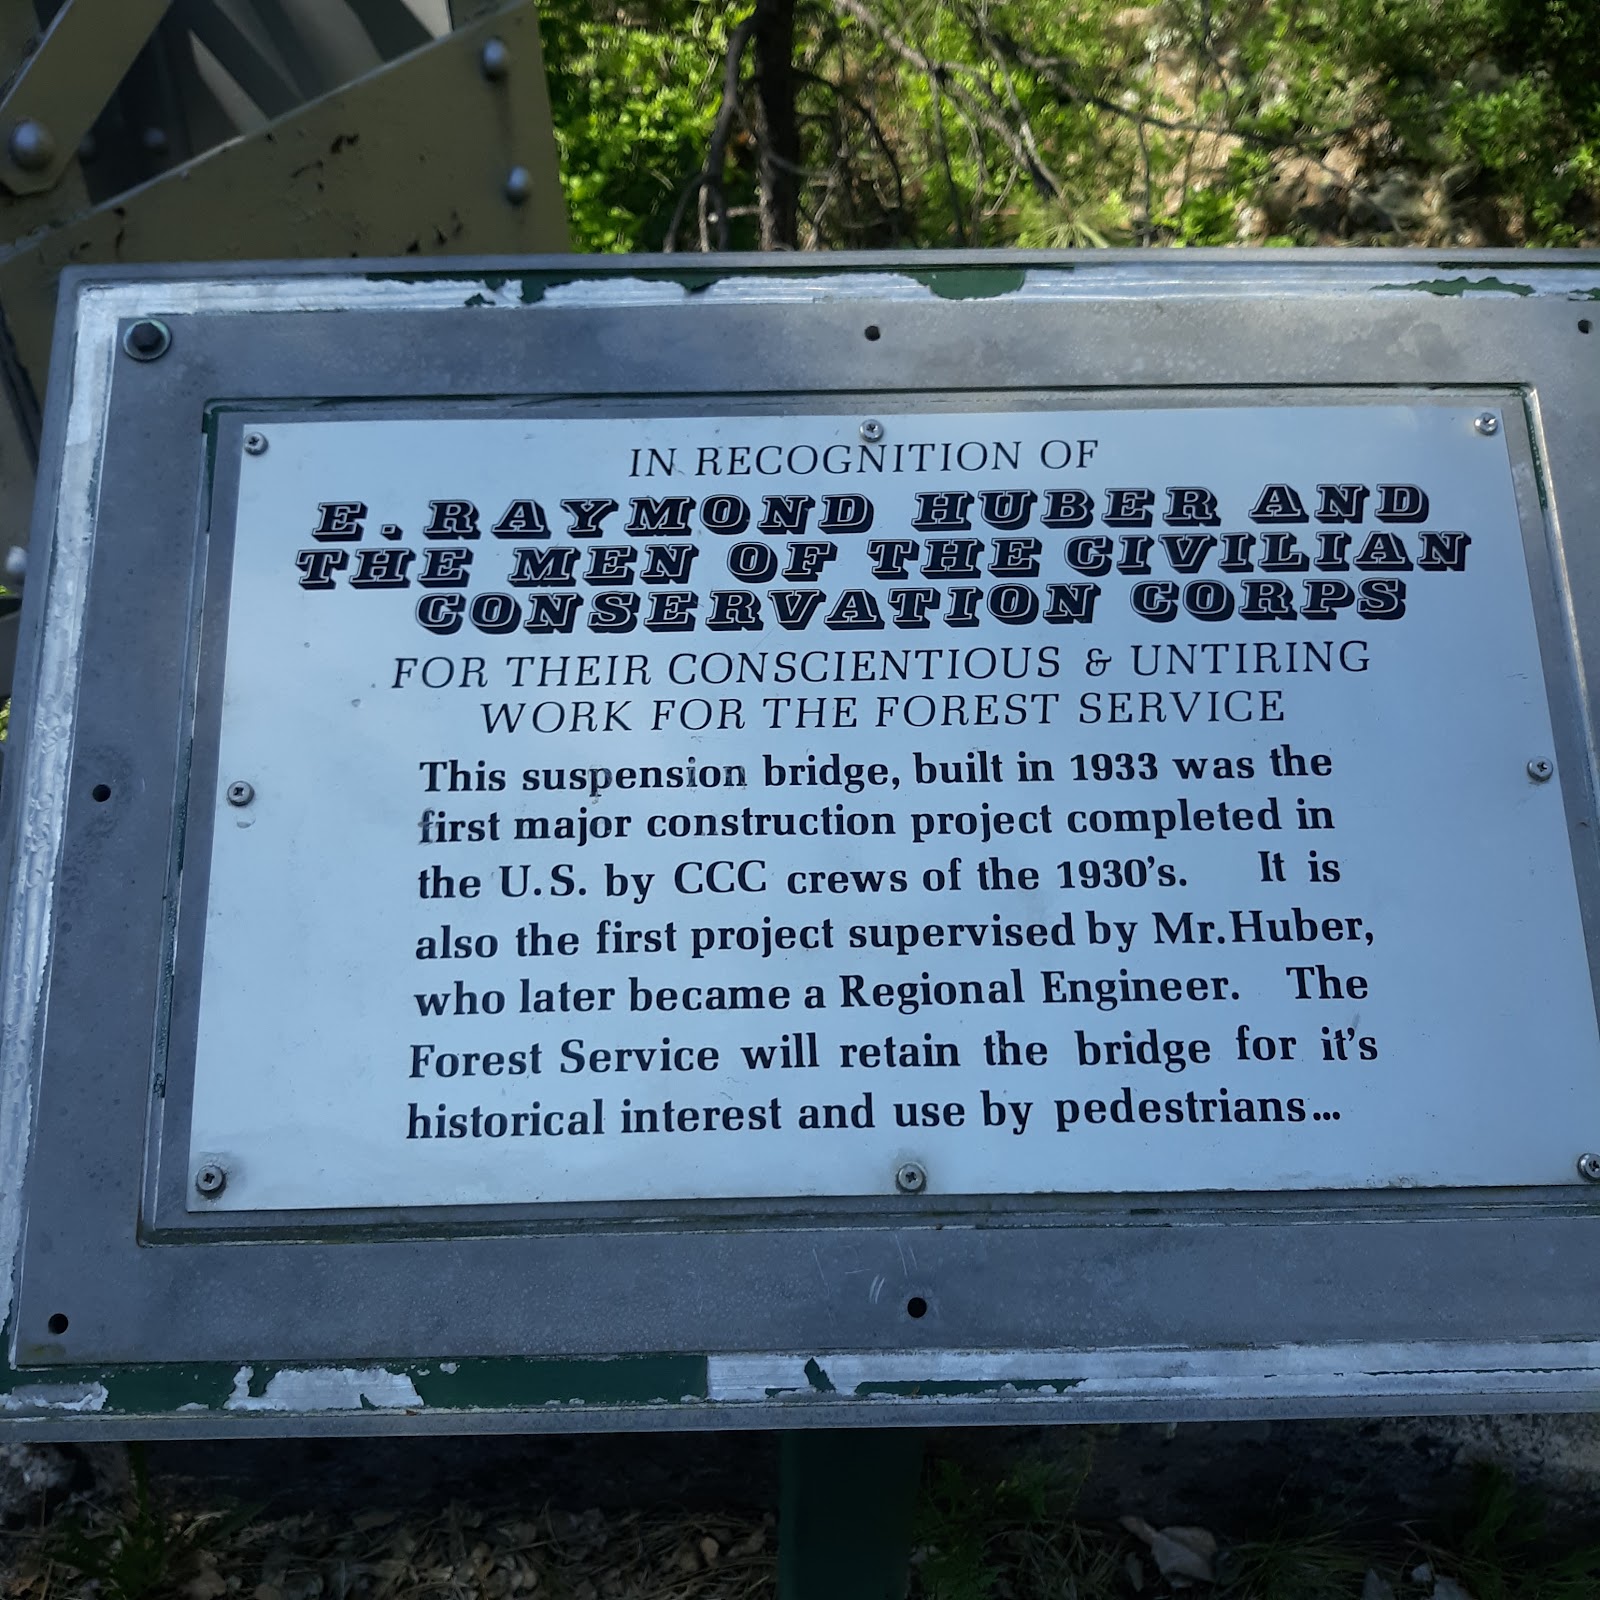 IN RECOGNITION OF
E. RAYMOND HUBER AND
THE MEN OF THE CIVILIAN
CONSERVATION CORPS
FOR THEIR CONSCIENTIOUS & UNTIRING
WORK FOR THE FOREST SERVICE
This suspension bridge, built in 1933 was the
first major construction project completed in
the U.S. by CCC crews of the 1930's. It is
also the first project supervised by Mr. Huber,
who later became a Regional Engineer. The
Forest Service will retain the bridge for it's
historical interest and use by pedestrians...